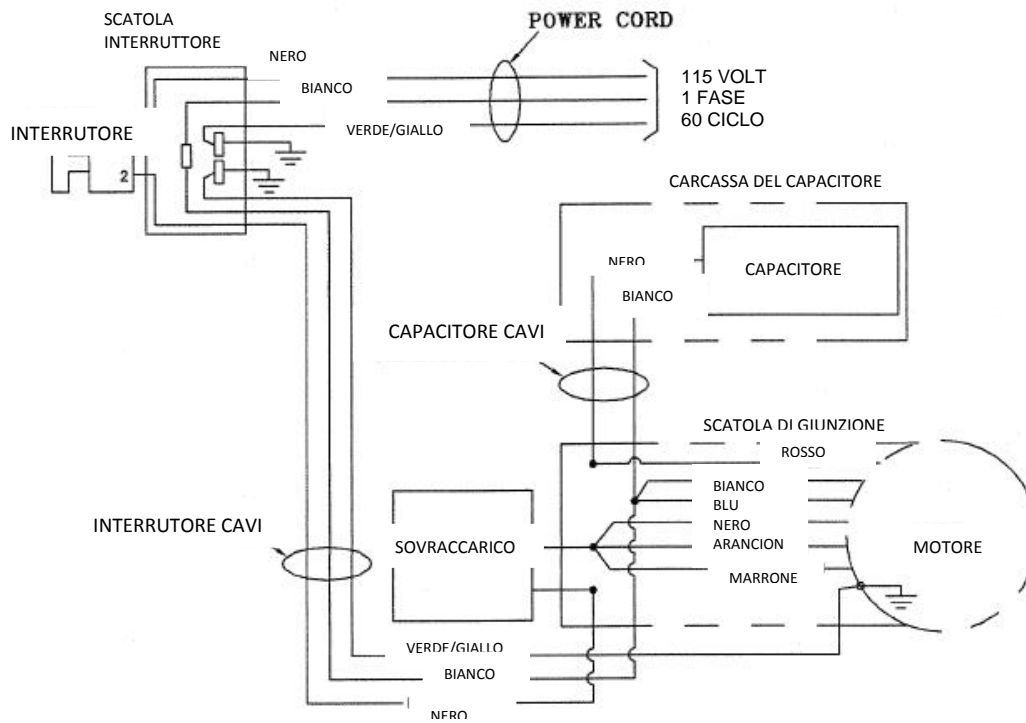 SCATOLA
INTERRUTTORE
POWER CORD
NERO
BIANCO
VERDE/GIALLO
115 VOLT
1 FASE
60 CICLO
INTERRUTORE
2
CARCASSA DEL CAPACITORE
NERO
BIANCO
CAPACITORE
CAPACITORE CAVI
SCATOLA DI GIUNZIONE
ROSSO
BIANCO
BLU
NERO
ARANCION
MARRONE
MOTORE
INTERRUTORE CAVI
SOVRACCARICO
VERDE/GIALLO
BIANCO
NERO